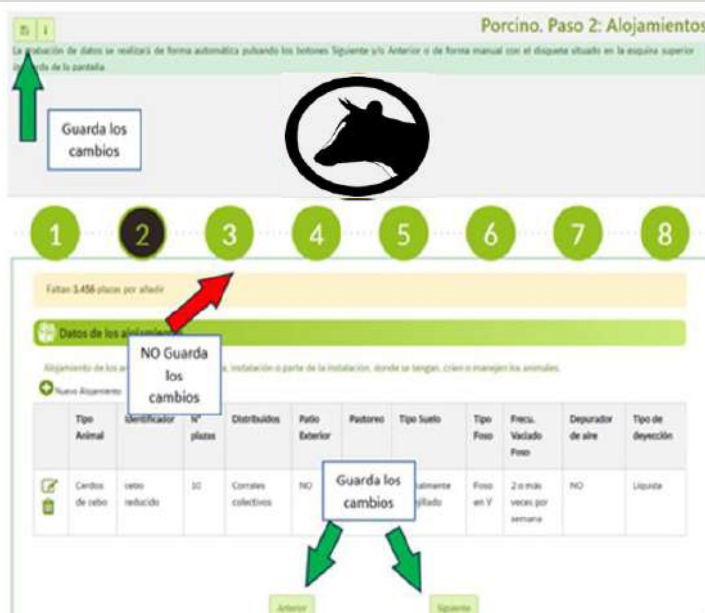 Porcino. Paso 2: Alojamientos
La grabación de datos se realizará de forma automática pulsando los botones Siguiente y/o Anterior o de forma manual con el disquete situado en la esquina superior
de la pantalla
Guarda los
cambios
1 2 3 4 5 6 7 8
Faltan 3.456 plazas por añadir
Datos de los
NO Guarda
los
cambios
Alojamiento de los instalación o parte de la instalación, donde se tengan, críen o manejen los animales.
Nuevo Alojamiento
Tipo Animal Identificador Nº plazas Distribuidos Patio Exterior Pastoreo Tipo Suelo Tipo Foso Frecu. Vaciado Foso Depurador de aire Tipo de deyección
Cerdos de cebo cebo reducido 10 Corrales colectivos NO Foso en V 2 o más veces por semana NO Líquida
Guarda los
cambios
Anterior Siguiente